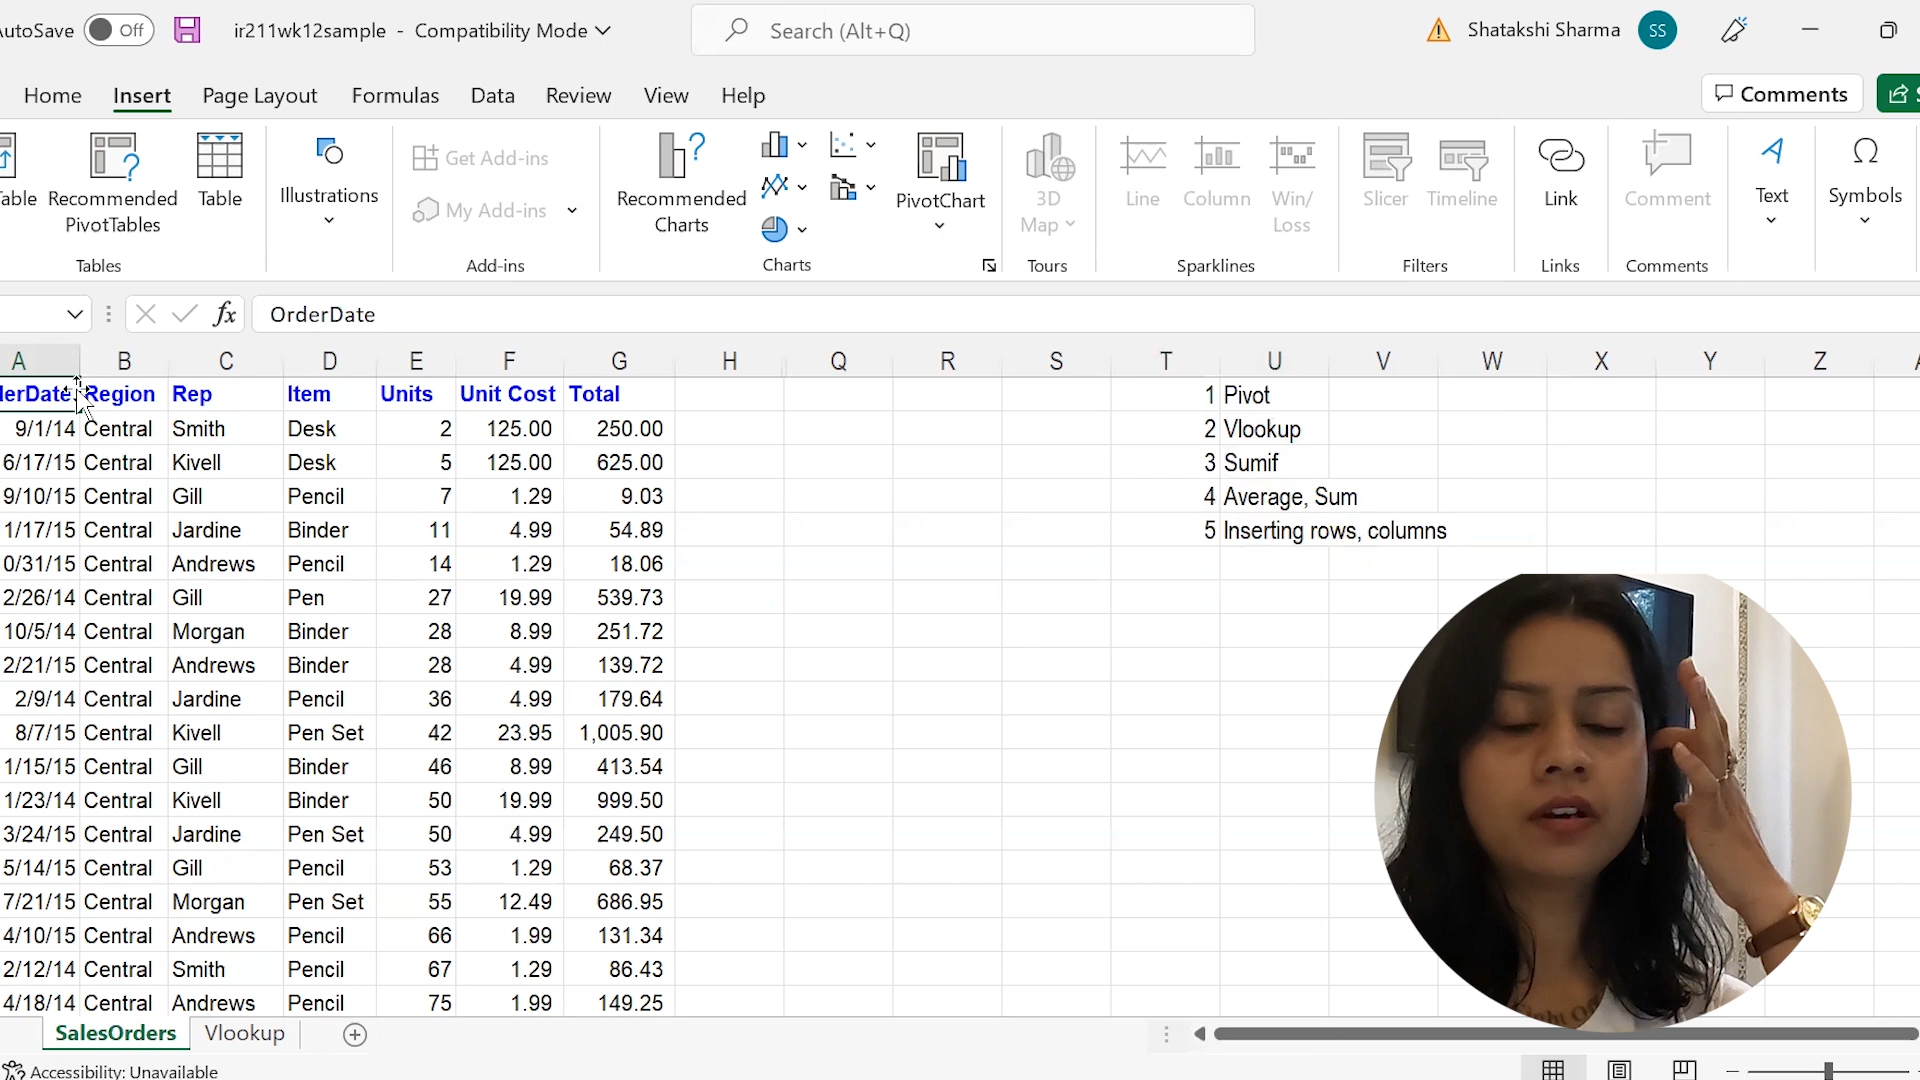 utoSave Off ir211wk12sample - Compatibility Mode Search (Alt+Q) Shatakshi Sharma SS
Home Insert Page Layout Formulas Data Review View Help Comments
able Recommended PivotTables Table Illustrations Get Add-ins My Add-ins Recommended Charts PivotChart 3D Map Line Column Win/ Loss Slicer Timeline Link Comment Text Symbols
Tables Add-ins Charts Tours Sparklines Filters Links Comments
fx OrderDate
A B C D E F G H Q R S T U V W X Y Z
lerDate Region Rep Item Units Unit Cost Total 1 Pivot
9/1/14 Central Smith Desk 2 125.00 250.00 2 Vlookup
6/17/15 Central Kivell Desk 5 125.00 625.00 3 Sumif
9/10/15 Central Gill Pencil 7 1.29 9.03 4 Average, Sum
1/17/15 Central Jardine Binder 11 4.99 54.89 5 Inserting rows, columns
0/31/15 Central Andrews Pencil 14 1.29 18.06
2/26/14 Central Gill Pen 27 19.99 539.73
10/5/14 Central Morgan Binder 28 8.99 251.72
2/21/15 Central Andrews Binder 28 4.99 139.72
2/9/14 Central Jardine Pencil 36 4.99 179.64
8/7/15 Central Kivell Pen Set 42 23.95 1,005.90
1/15/15 Central Gill Binder 46 8.99 413.54
1/23/14 Central Kivell Binder 50 19.99 999.50
3/24/15 Central Jardine Pen Set 50 4.99 249.50
5/14/15 Central Gill Pencil 53 1.29 68.37
7/21/15 Central Morgan Pen Set 55 12.49 686.95
4/10/15 Central Andrews Pencil 66 1.99 131.34
2/12/14 Central Smith Pencil 67 1.29 86.43
4/18/14 Central Andrews Pencil 75 1.99 149.25
SalesOrders Vlookup
Accessibility: Unavailable